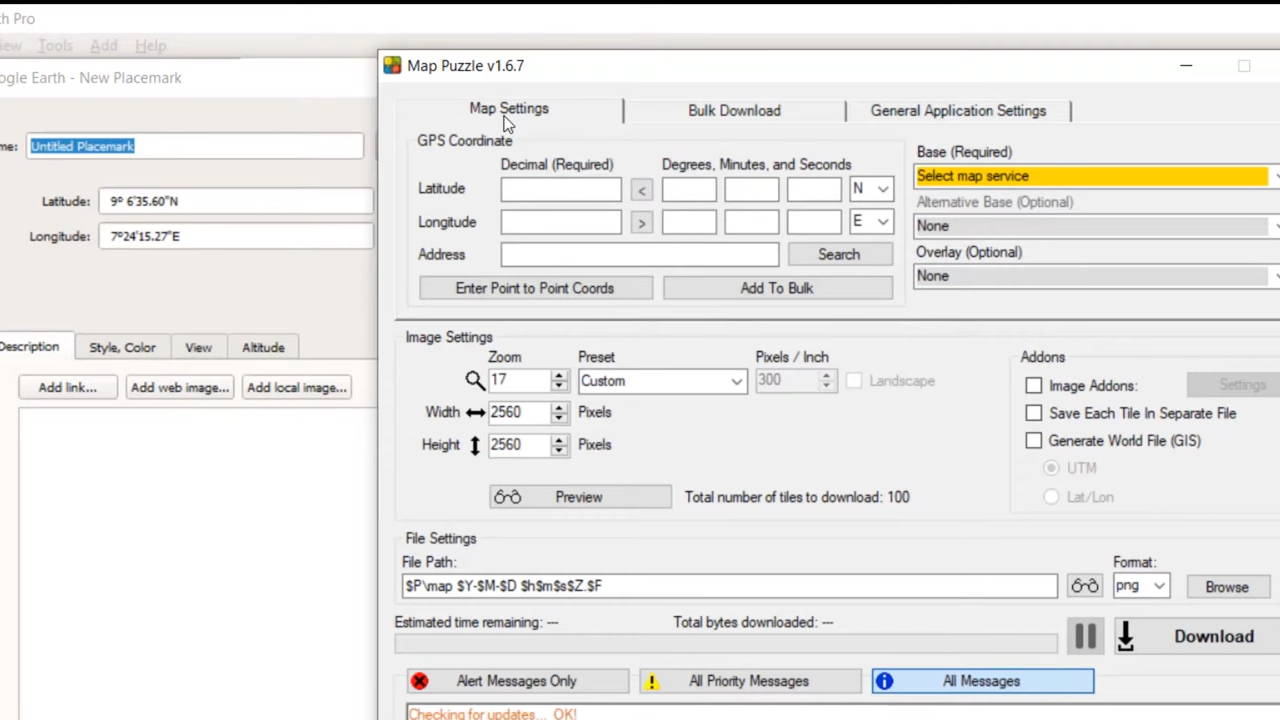 th Pro
iew Tools Add Help
ogle Earth - New Placemark
me: Untitled Placemark
Latitude: 9° 6'35.60"N
Longitude: 7°24'15.27"E
Description Style, Color View Altitude
Add link... Add web image... Add local image...
Map Puzzle v1.6.7
Map Settings Bulk Download General Application Settings
GPS Coordinate
Decimal (Required) Degrees, Minutes, and Seconds
Latitude < N
Longitude > E
Address Search
Enter Point to Point Coords Add To Bulk
Base (Required)
Select map service
Alternative Base (Optional)
None
Overlay (Optional)
None
Image Settings
Zoom Preset Pixels / Inch
17 Custom 300 Landscape
Width 2560 Pixels
Height 2560 Pixels
Preview Total number of tiles to download: 100
Addons
Image Addons: Settings
Save Each Tile In Separate File
Generate World File (GIS)
UTM
Lat/Lon
File Settings
File Path: Format:
$P\map $Y-$M-$D $h$m$s$Z.$F png Browse
Estimated time remaining: --- Total bytes downloaded: ---
Download
Alert Messages Only All Priority Messages All Messages
Checking for updates... OK!